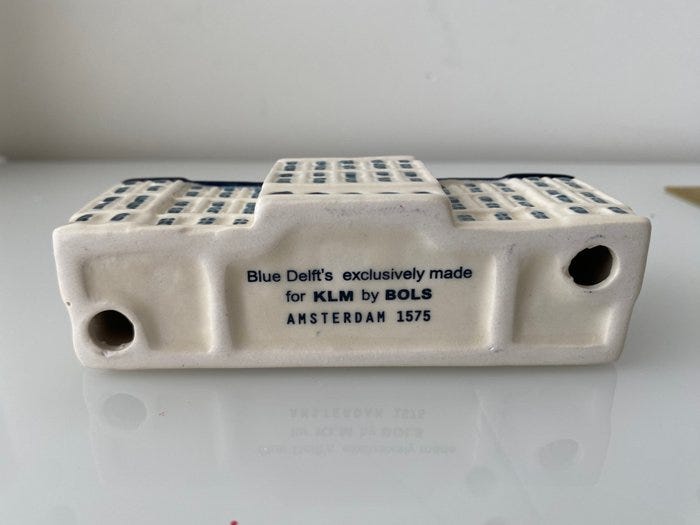 Blue Delft's exclusively made
for KLM by BOLS
AMSTERDAM 1575